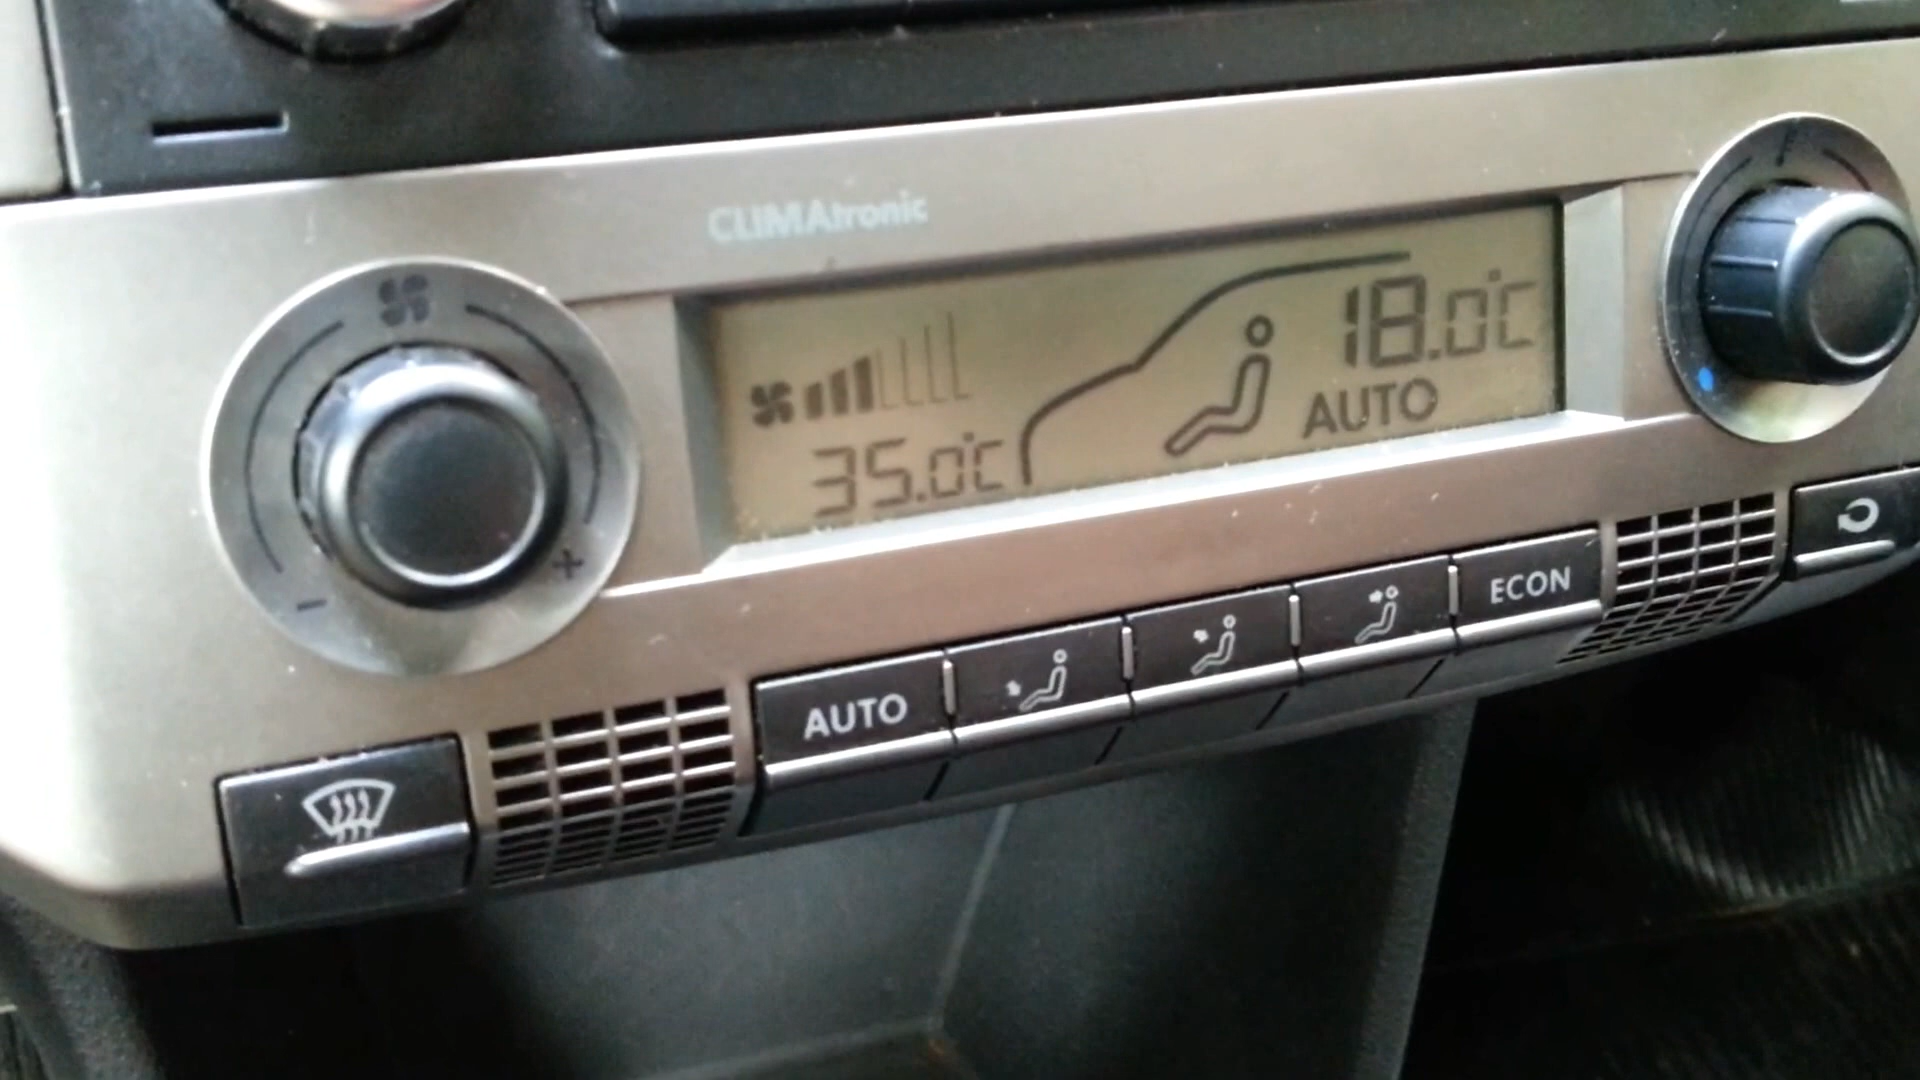 CLIMAtronic
18.0°C
AUTO
35.0°C
- +
AUTO
ECON